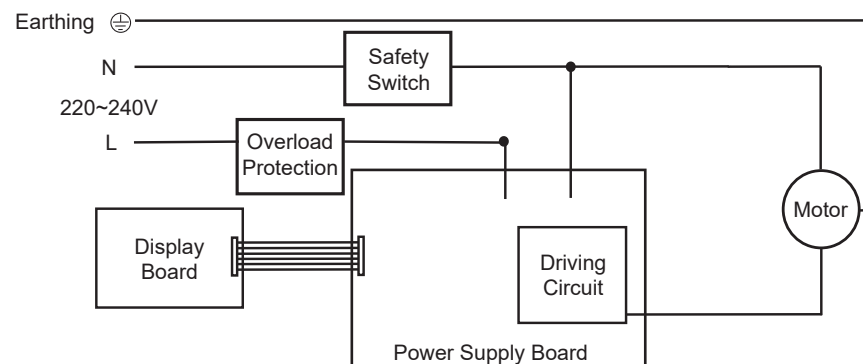 Earthing
N
Safety
Switch
220~240V
L
Overload
Protection
Display
Board
Driving
Circuit
Motor
Power Supply Board